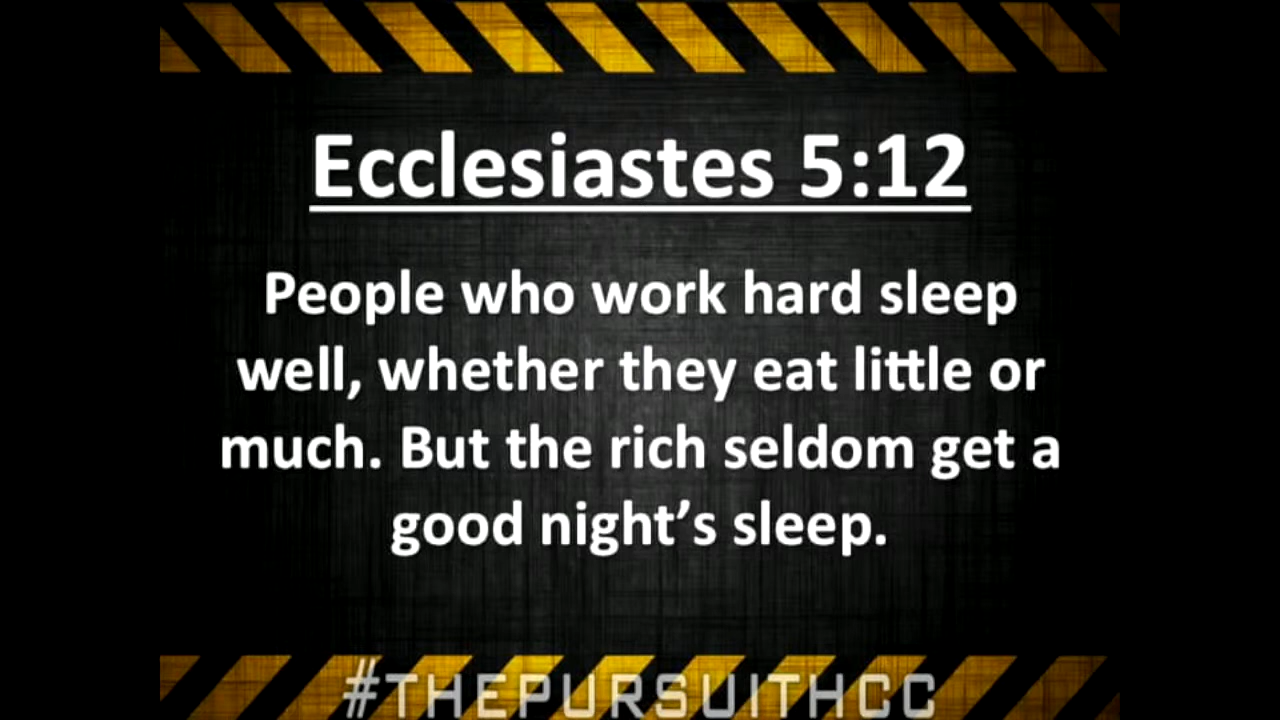 Ecclesiastes 5:12
People who work hard sleep
well, whether they eat little or
much. But the rich seldom get a
good night’s sleep.
#THEPURSUITHCC